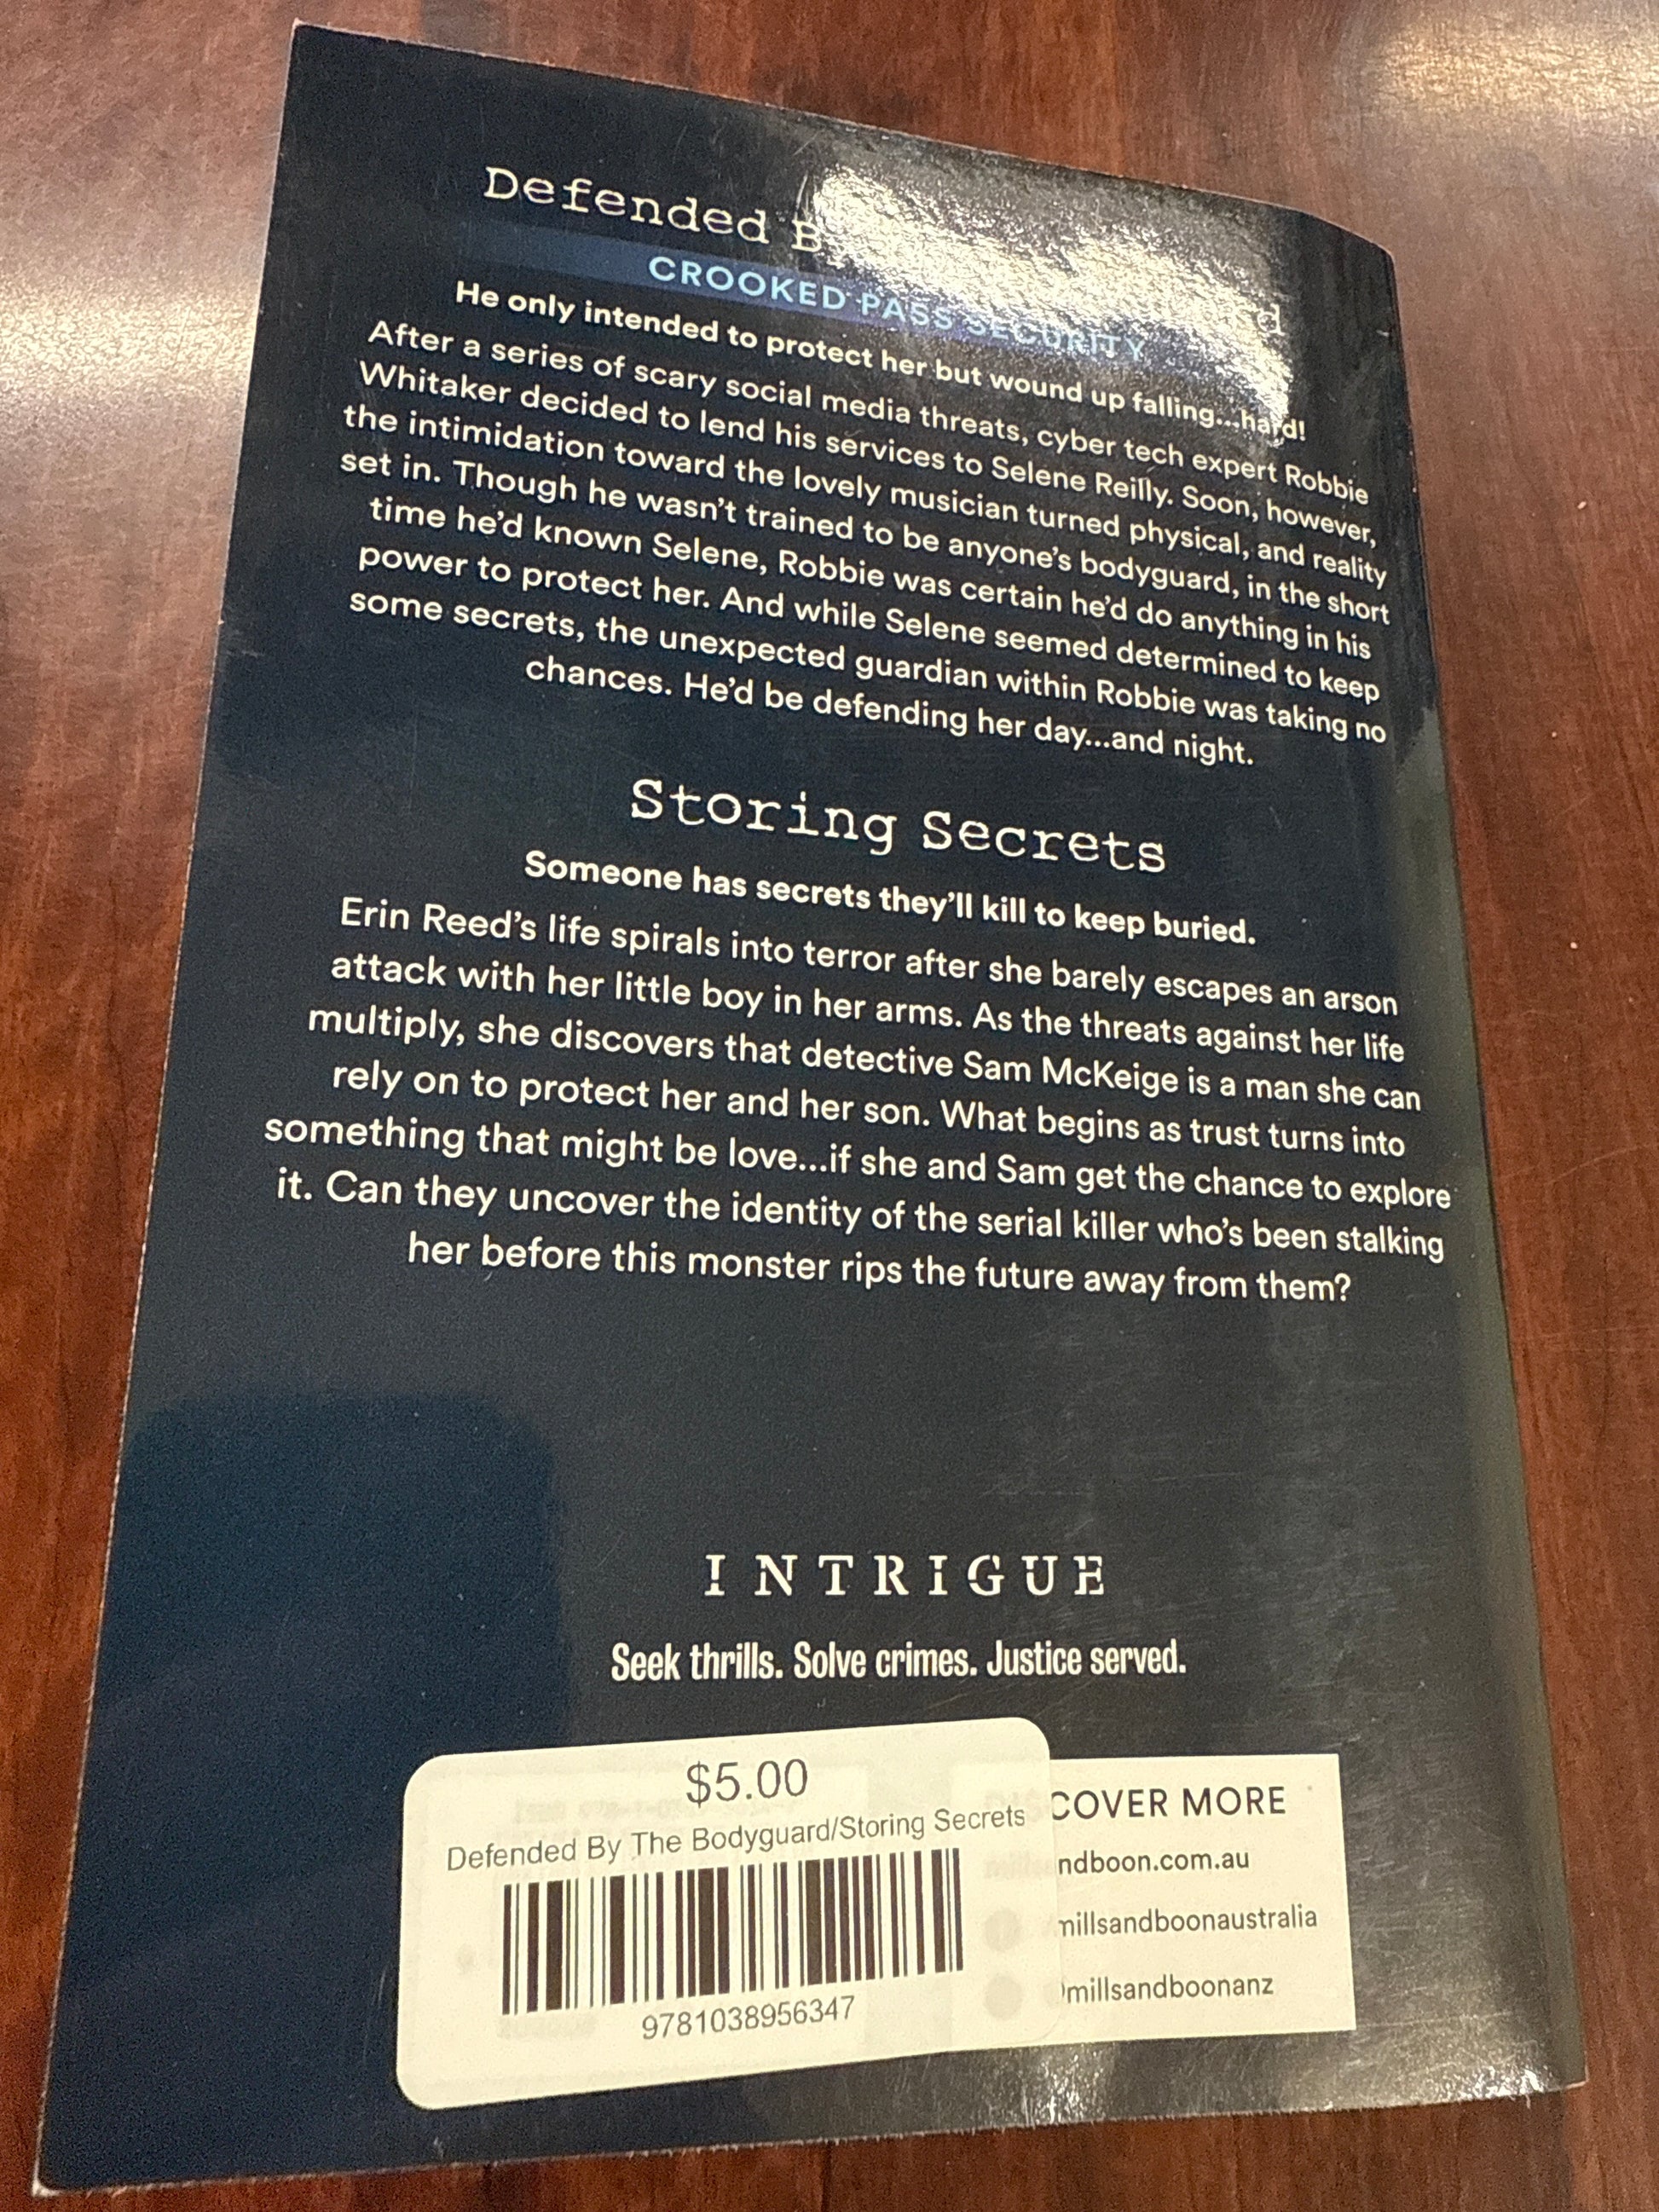 Defended B
CROOKED PASS SECURITY
He only intended to protect her but wound up falling...hard!
After a series of scary social media threats, cyber tech expert Robbie
Whitaker decided to lend his services to Selene Reilly. Soon, however,
the intimidation toward the lovely musician turned physical, and reality
set in. Though he wasn't trained to be anyone's bodyguard, in the short
time he'd known Selene, Robbie was certain he'd do anything in his
power to protect her. And while Selene seemed determined to keep
some secrets, the unexpected guardian within Robbie was taking no
chances. He'd be defending her day...and night.
Storing Secrets
Someone has secrets they'll kill to keep buried.
Erin Reed's life spirals into terror after she barely escapes an arson
attack with her little boy in her arms. As the threats against her life
multiply, she discovers that detective Sam McKeige is a man she can
rely on to protect her and her son. What begins as trust turns into
something that might be love...if she and Sam get the chance to explore
it. Can they uncover the identity of the serial killer who's been stalking
her before this monster rips the future away from them?
INTRIGUE
Seek thrills. Solve crimes. Justice served.
$5.00
Defended By The Bodyguard/Storing Secrets
9781038956347
COVER MORE
ndboon.com.au
millsandboonaustralia
millsandboonanz